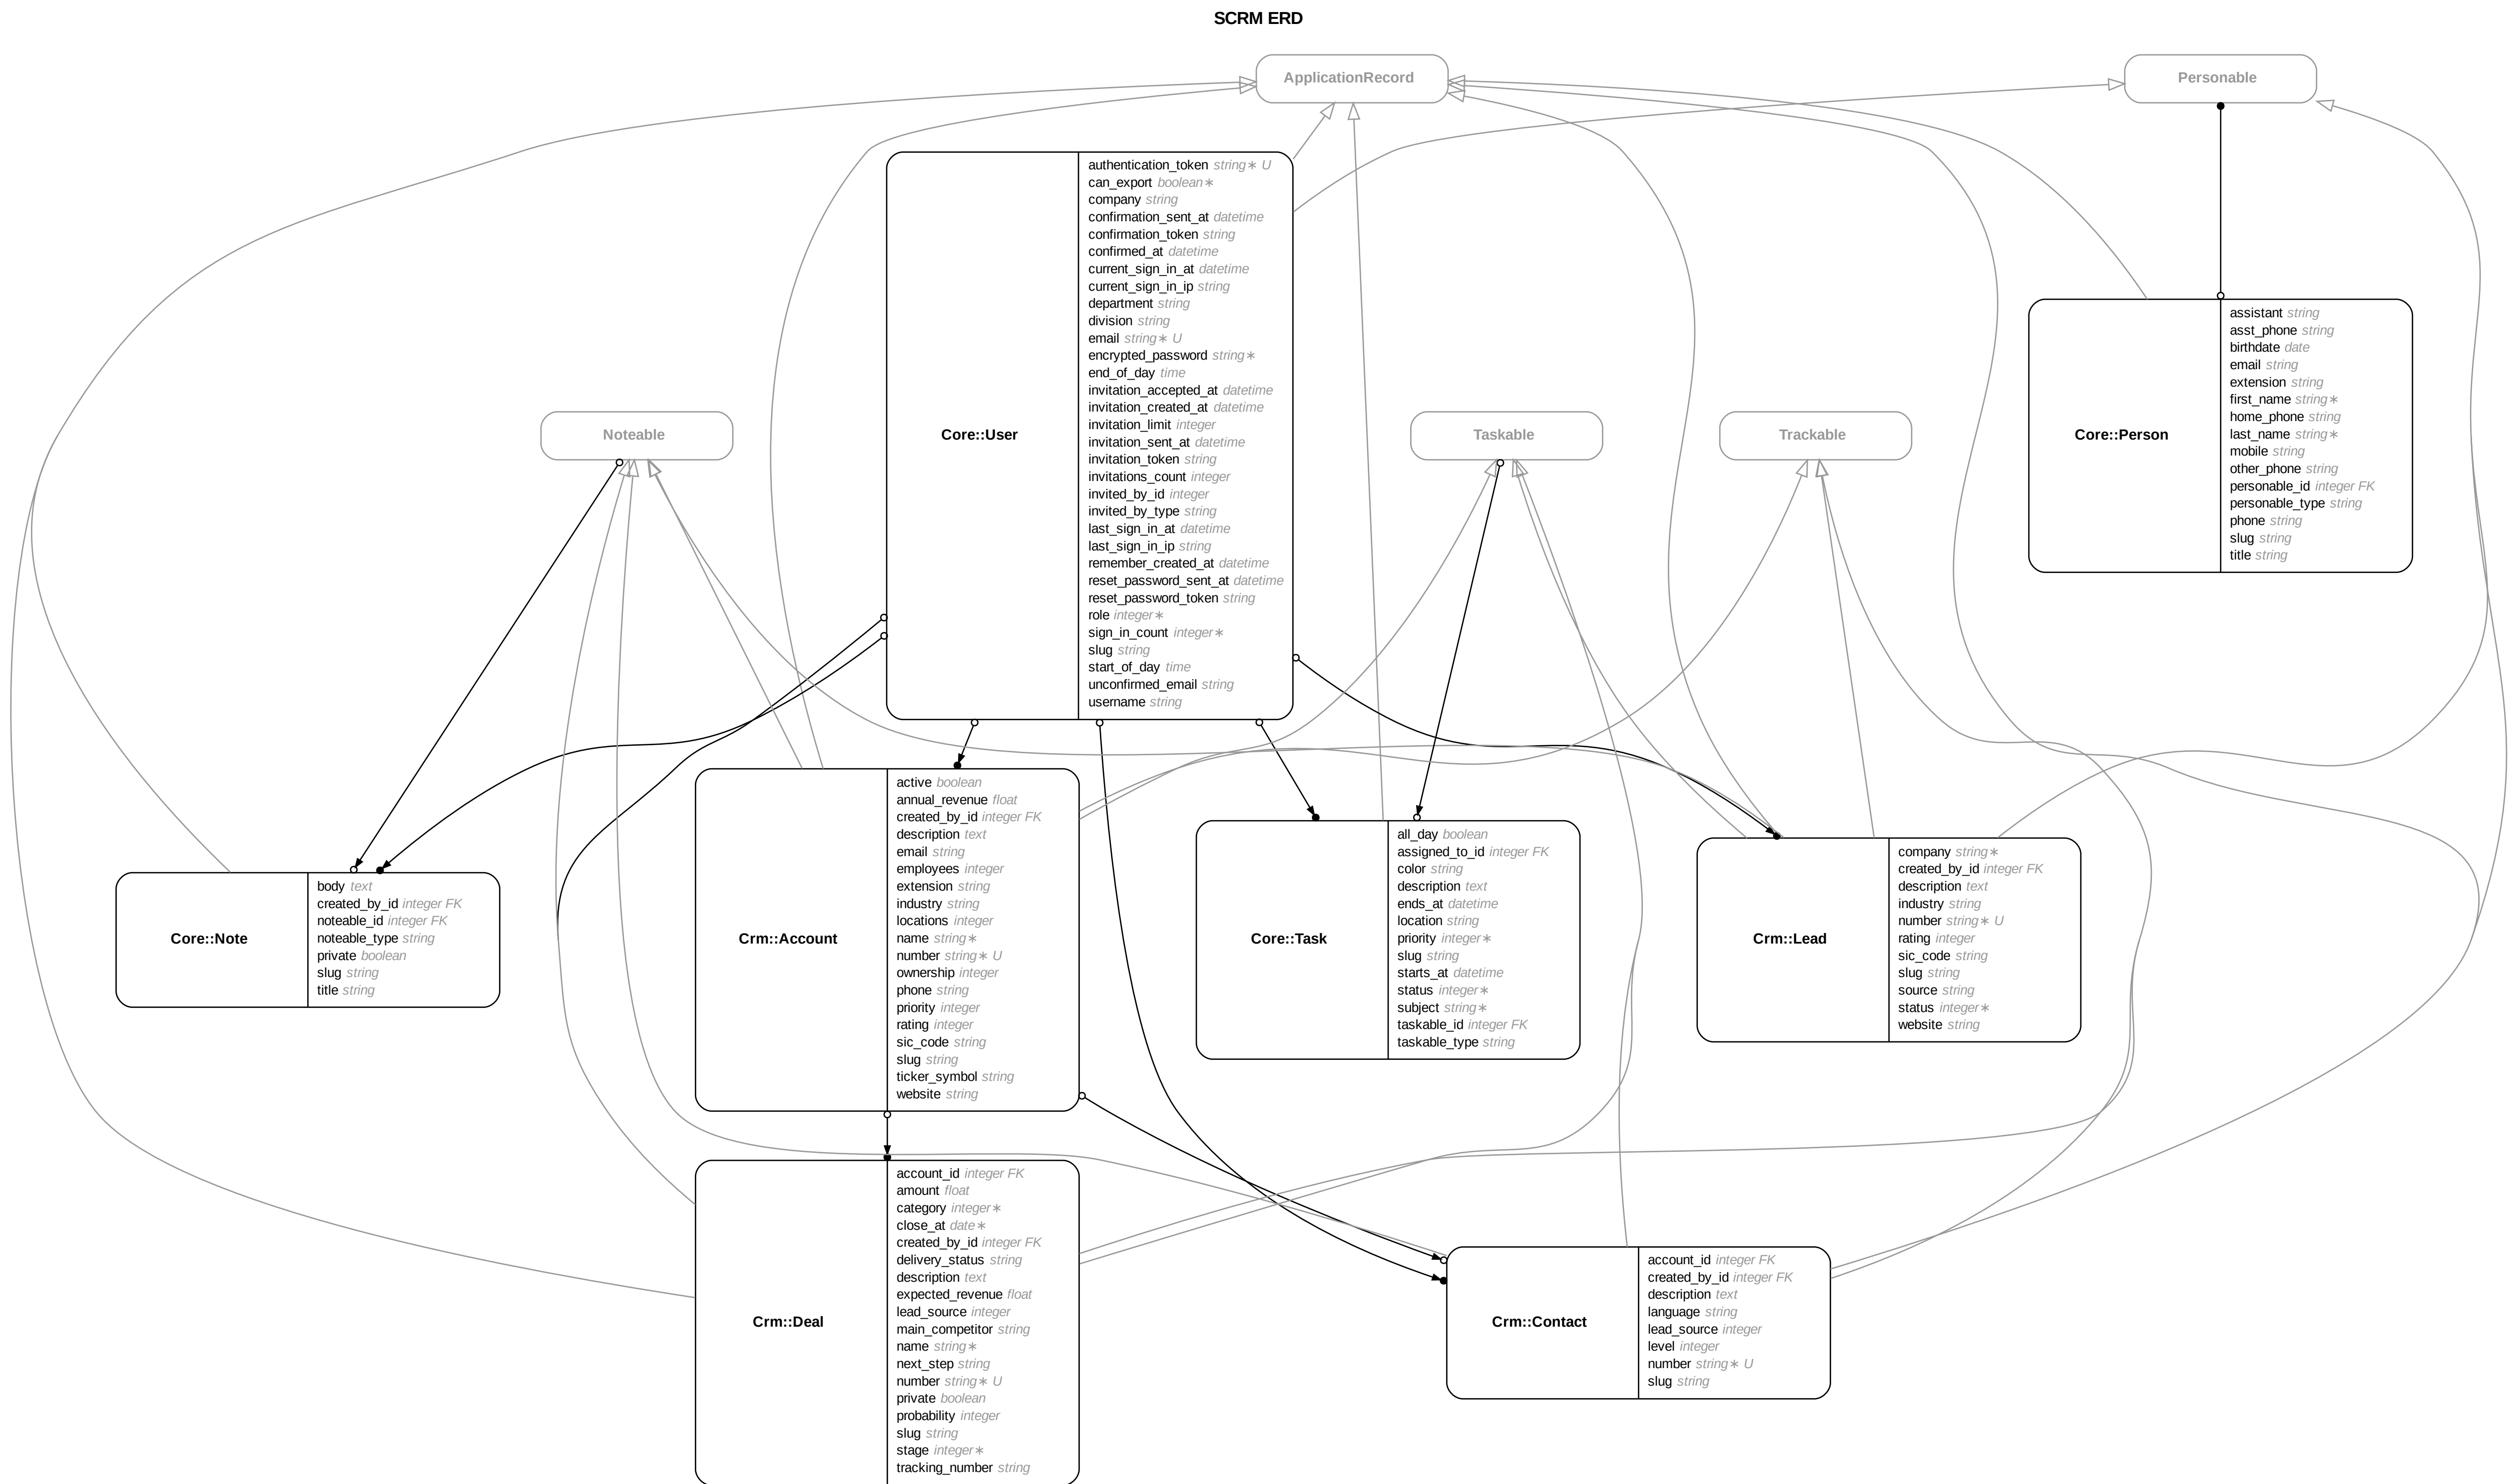 SCRM ERD
ApplicationRecord
Personable
Core::User
authentication_token string∗ U
can_export boolean∗
company string
confirmation_sent_at datetime
confirmation_token string
confirmed_at datetime
current_sign_in_at datetime
current_sign_in_ip string
department string
division string
email string∗ U
encrypted_password string∗
end_of_day time
invitation_accepted_at datetime
invitation_created_at datetime
invitation_limit integer
invitation_sent_at datetime
invitation_token string
invitations_count integer
invited_by_id integer
invited_by_type string
last_sign_in_at datetime
last_sign_in_ip string
remember_created_at datetime
reset_password_sent_at datetime
reset_password_token string
role integer∗
sign_in_count integer∗
slug string
start_of_day time
unconfirmed_email string
username string
Core::Person
assistant string
asst_phone string
birthdate date
email string
extension string
first_name string∗
home_phone string
last_name string∗
mobile string
other_phone string
personable_id integer FK
personable_type string
phone string
slug string
title string
Noteable
Taskable
Trackable
Core::Note
body text
created_by_id integer FK
noteable_id integer FK
noteable_type string
private boolean
slug string
title string
Crm::Account
active boolean
annual_revenue float
created_by_id integer FK
description text
email string
employees integer
extension string
industry string
locations integer
name string∗
number string∗ U
ownership integer
phone string
priority integer
rating integer
sic_code string
slug string
ticker_symbol string
website string
Core::Task
all_day boolean
assigned_to_id integer FK
color string
description text
ends_at datetime
location string
priority integer∗
slug string
starts_at datetime
status integer∗
subject string∗
taskable_id integer FK
taskable_type string
Crm::Lead
company string∗
created_by_id integer FK
description text
industry string
number string∗ U
rating integer
sic_code string
slug string
source string
status integer∗
website string
Crm::Deal
account_id integer FK
amount float
category integer∗
close_at date∗
created_by_id integer FK
delivery_status string
description text
expected_revenue float
lead_source integer
main_competitor string
name string∗
next_step string
number string∗ U
private boolean
probability integer
slug string
stage integer∗
tracking_number string
Crm::Contact
account_id integer FK
created_by_id integer FK
description text
language string
lead_source integer
level integer
number string∗ U
slug string